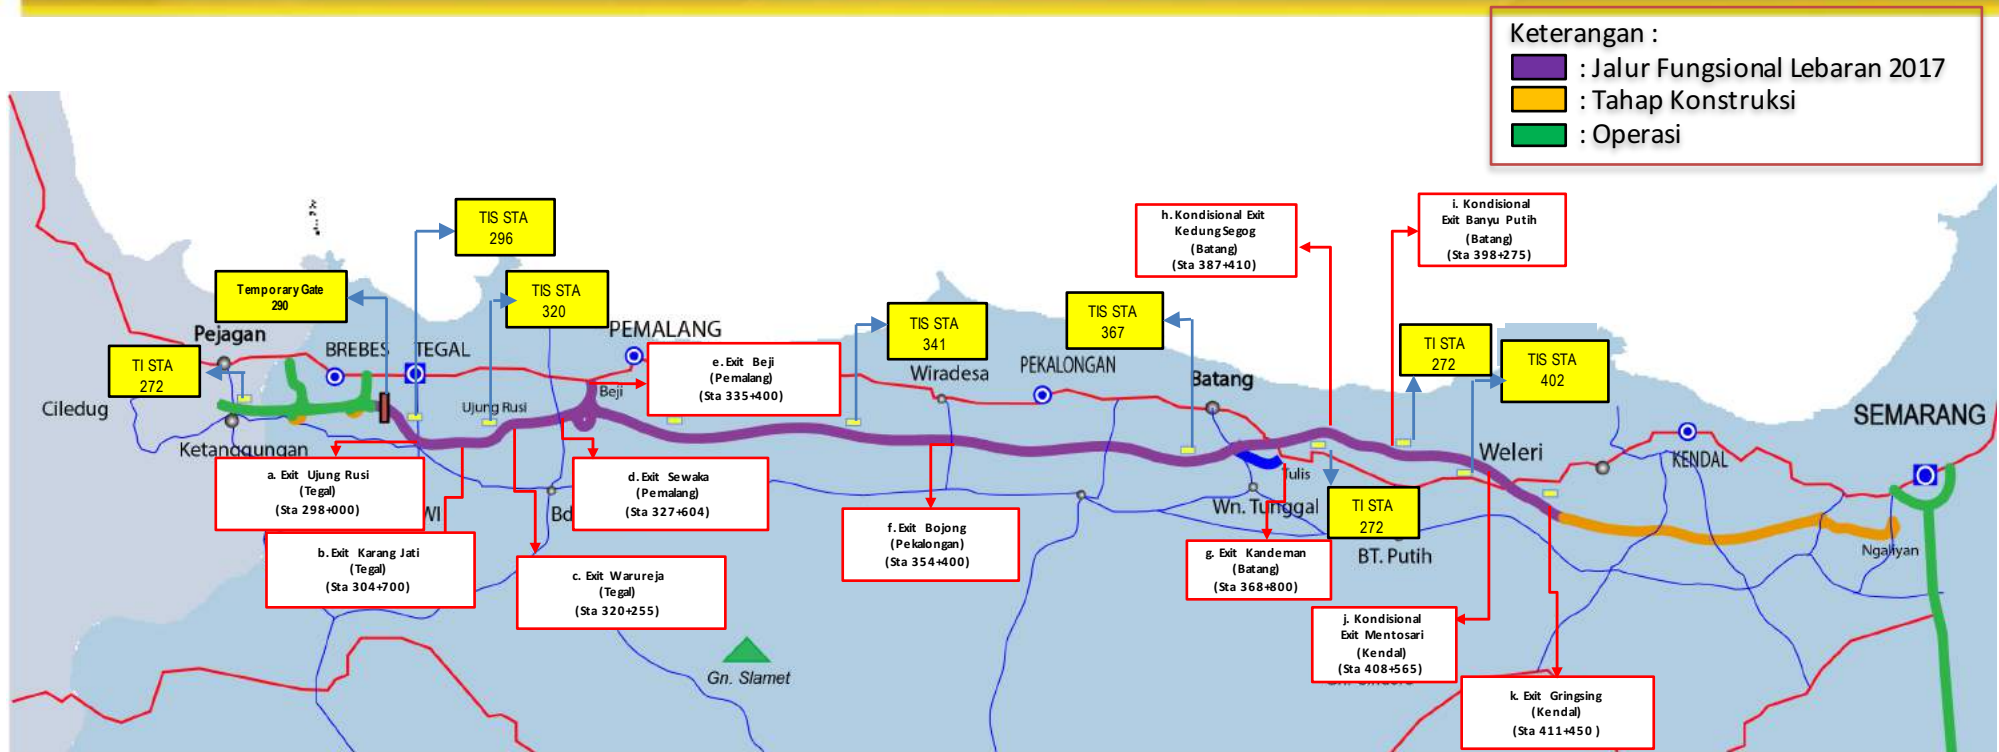 Keterangan :
: Jalur Fungsional Lebaran 2017
: Tahap Konstruksi
: Operasi
TIS STA
296
h. Kondisional Exit
Kedung Segog
(Batang)
(Sta 387+410)
i. Kondisional
Exit Banyu Putih
(Batang)
(Sta 398+275)
Temporary Gate
290
TIS STA
320
TIS STA
341
TIS STA
367
TI STA
272
TIS STA
402
Pejagan
BREBES
TEGAL
PEMALANG
TI STA
272
e. Exit Beji
(Pemalang)
(Sta 335+400)
Wiradesa
PEKALONGAN
Batang
Ciledug
Ujung Rusi
Beji
SEMARANG
Ketanggungan
Weleri
KENDAL
a. Exit Ujung Rusi
(Tegal)
(Sta 298+000)
WI
Bd
d. Exit Sewaka
(Pemalang)
(Sta 327+604)
Tulis
Wn. Tunggal
TI STA
272
f. Exit Bojong
(Pekalongan)
(Sta 354+400)
b. Exit Karang Jati
(Tegal)
(Sta 304+700)
c. Exit Warureja
(Tegal)
(Sta 320+255)
g. Exit Kandeman
(Batang)
(Sta 368+800)
BT. Putih
Ngaliyan
j. Kondisional
Exit Mentosari
(Kendal)
(Sta 408+565)
Gn. Slamet
k. Exit Gringsing
(Kendal)
(Sta 411+450 )